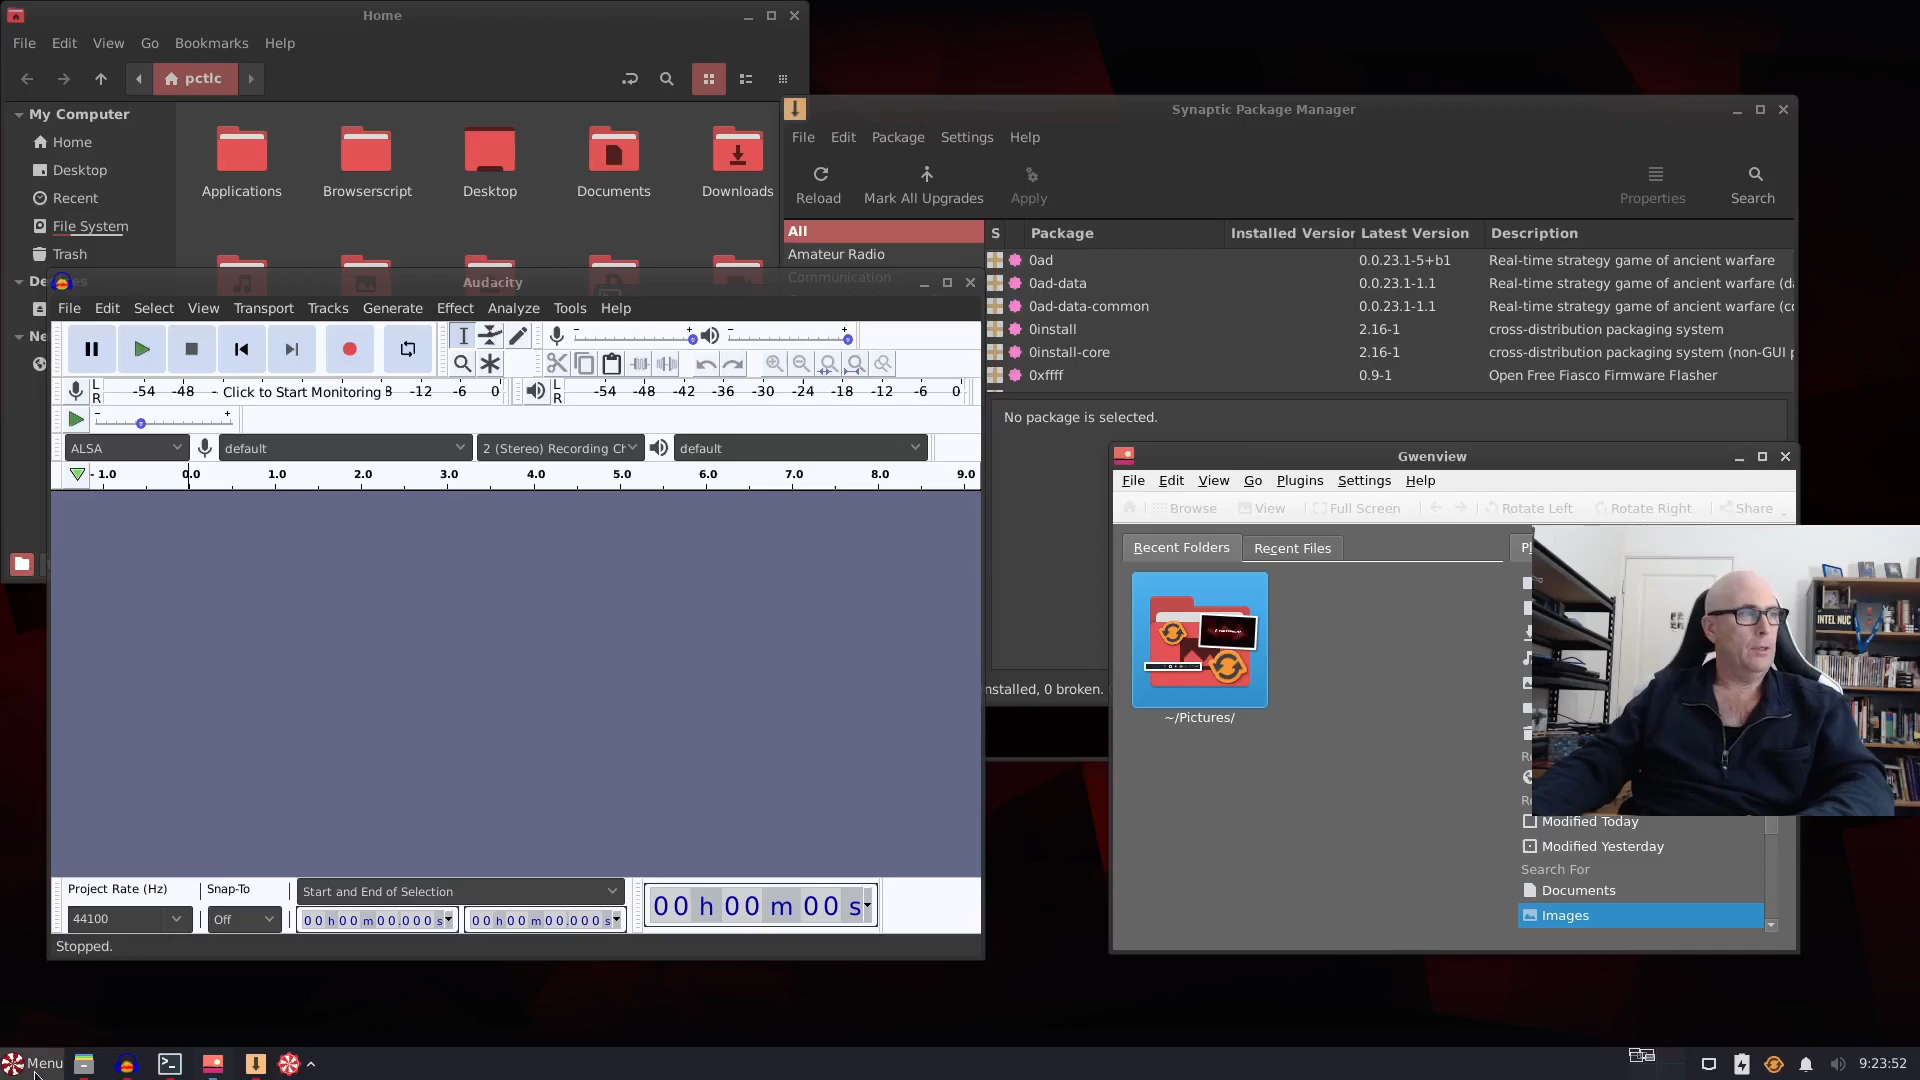 Home
File Edit View Go Bookmarks Help
pctlc
My Computer
Home
Desktop
Recent
File System
Trash
Applications
Browserscript
Desktop
Documents
Downloads
Synaptic Package Manager
File Edit Package Settings Help
Reload
Mark All Upgrades
Apply
Properties
Search
All
Amateur Radio
Communication
S Package Installed Version Latest Version Description
0ad 0.0.23.1-5+b1 Real-time strategy game of ancient warfare
0ad-data 0.0.23.1-1.1 Real-time strategy game of ancient warfare (d
0ad-data-common 0.0.23.1-1.1 Real-time strategy game of ancient warfare (c
0install 2.16-1 cross-distribution packaging system
0install-core 2.16-1 cross-distribution packaging system (non-GUI p
0xffff 0.9-1 Open Free Fiasco Firmware Flasher
No package is selected.
nstalled, 0 broken.
Audacity
File Edit Select View Transport Tracks Generate Effect Analyze Tools Help
L
R
-54 -48 - Click to Start Monitoring 8 -12 -6 0
L
R
-54 -48 -42 -36 -30 -24 -18 -12 -6 0
ALSA
default
2 (Stereo) Recording Ch
default
- 1.0 0.0 1.0 2.0 3.0 4.0 5.0 6.0 7.0 8.0 9.0
Project Rate (Hz)
Snap-To
Start and End of Selection
44100
Off
00 h 00 m 00.000 s
00 h 00 m 00.000 s
00 h 00 m 00 s
Stopped.
Gwenview
File Edit View Go Plugins Settings Help
Browse View Full Screen Rotate Left Rotate Right Share
Recent Folders
Recent Files
Pl
~/Pictures/
Re
Re
Modified Today
Modified Yesterday
Search For
Documents
Images
INTEL NUC
Menu
9:23:52